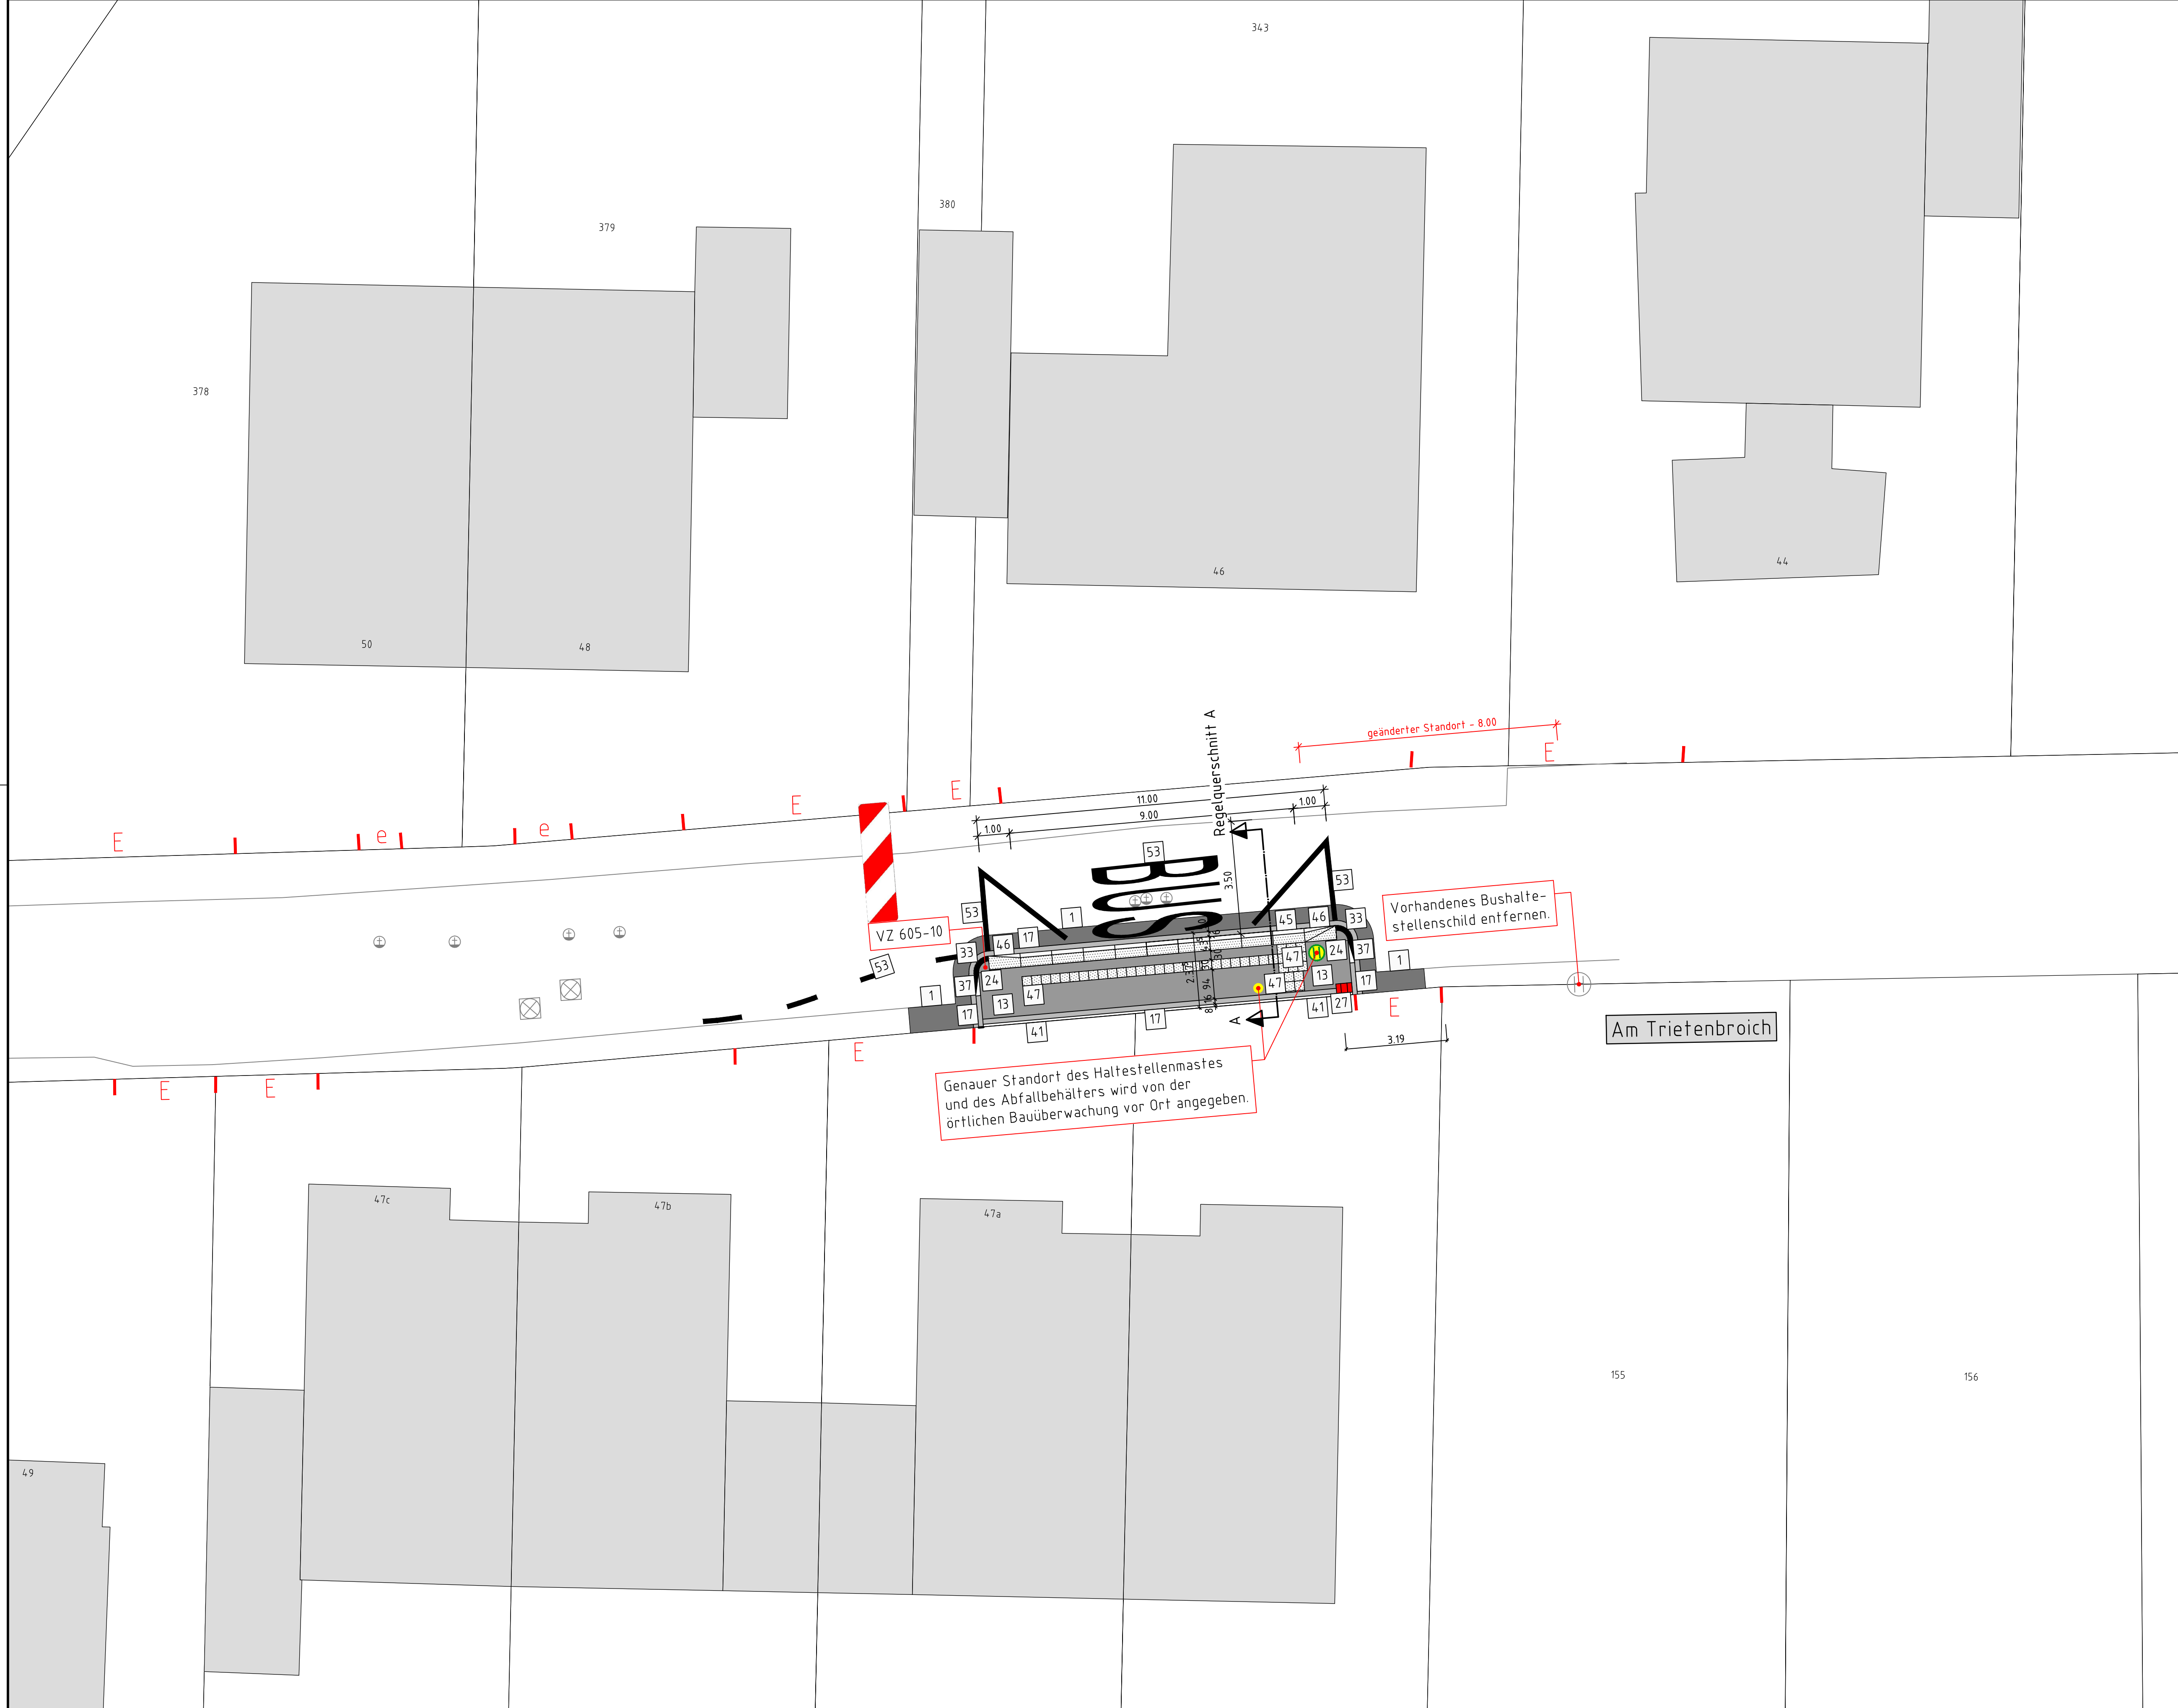 343
380
379
378
46
44
50
48
geänderter Standort - 8.00
Regelquerschnitt A
E
E
E
E
e
e
E
11.00
1.00
9.00
1.00
53
3.50
BUS
53
53
1
45
46
33
Vorhandenes Bushalte-
stellenschild entfernen.
VZ 605-10
46
17
33
53
47
H
24
37
1
37
24
47
13
17
2.37
94
30
1
13
47
17
41
17
A
41
27
E
3.19
E
E
E
Am Trietenbroich
Genauer Standort des Haltestellenmastes
und des Abfallbehälters wird von der
örtlichen Bauüberwachung vor Ort angegeben.
H
47c
47b
47a
155
156
49